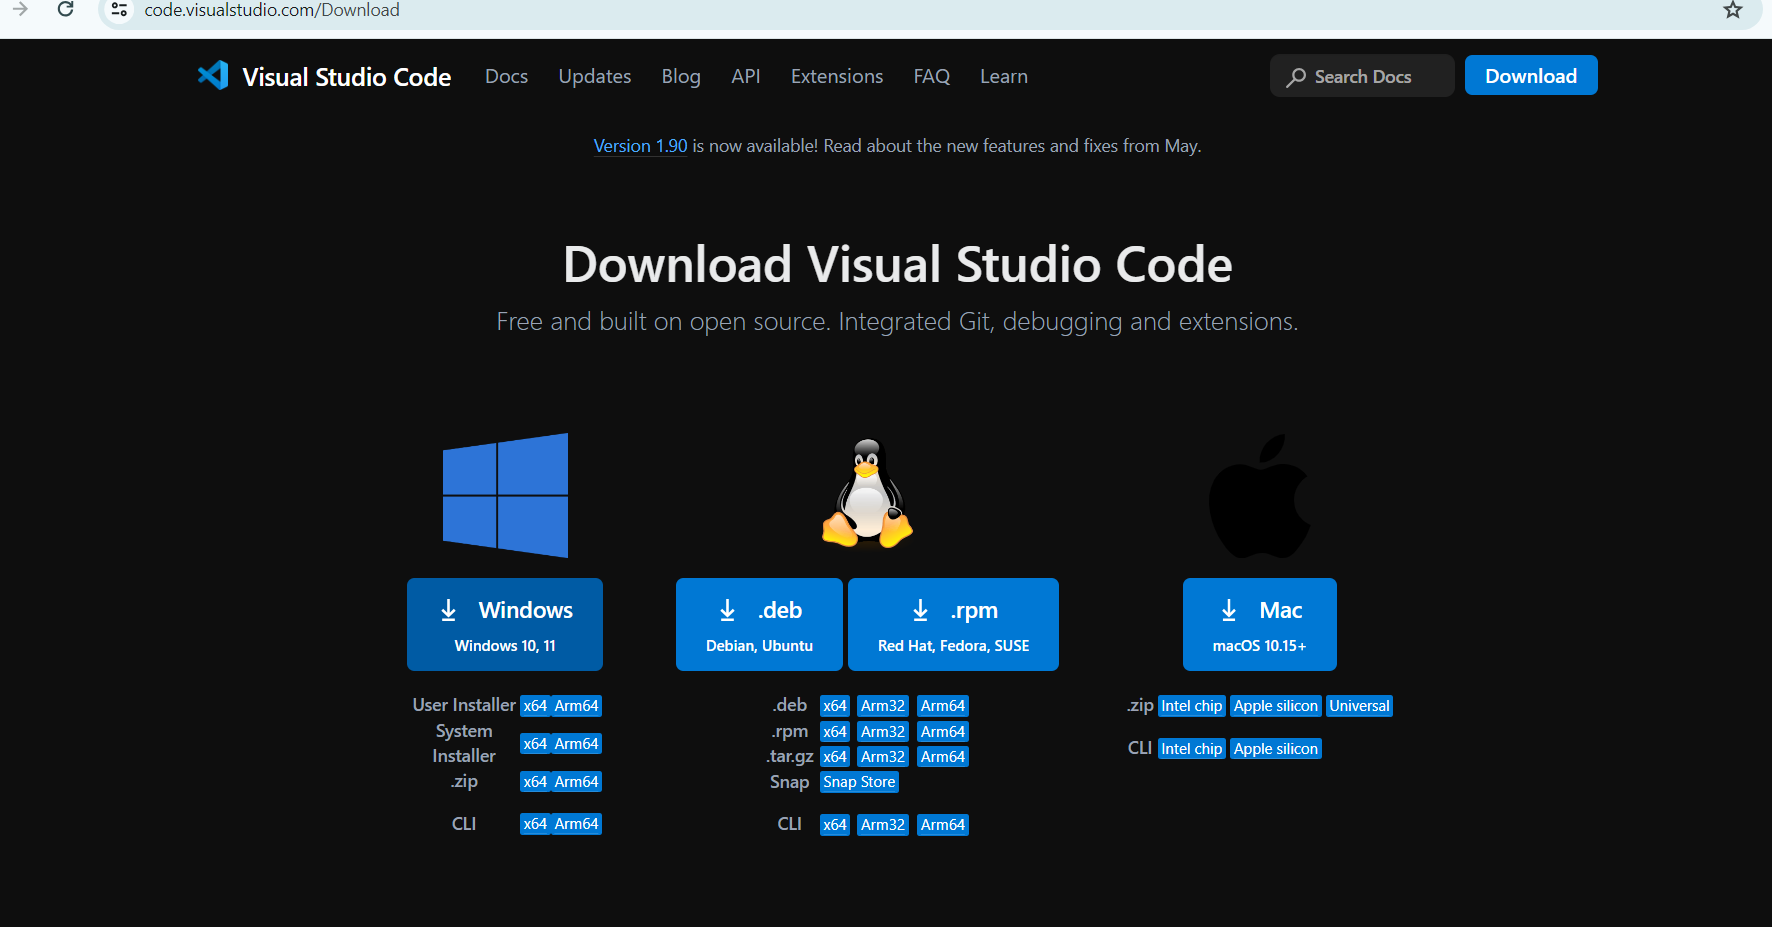 code.visualstudio.com/Download
Visual Studio Code Docs Updates Blog API Extensions FAQ Learn Search Docs Download
Version 1.90 is now available! Read about the new features and fixes from May.
Download Visual Studio Code
Free and built on open source. Integrated Git, debugging and extensions.
Windows
Windows 10, 11
User Installer x64 Arm64
System
Installer x64 Arm64
.zip x64 Arm64
CLI x64 Arm64
.deb
Debian, Ubuntu
.rpm
Red Hat, Fedora, SUSE
.deb x64 Arm32 Arm64
.rpm x64 Arm32 Arm64
.tar.gz x64 Arm32 Arm64
Snap Snap Store
CLI x64 Arm32 Arm64
Mac
macOS 10.15+
.zip Intel chip Apple silicon Universal
CLI Intel chip Apple silicon